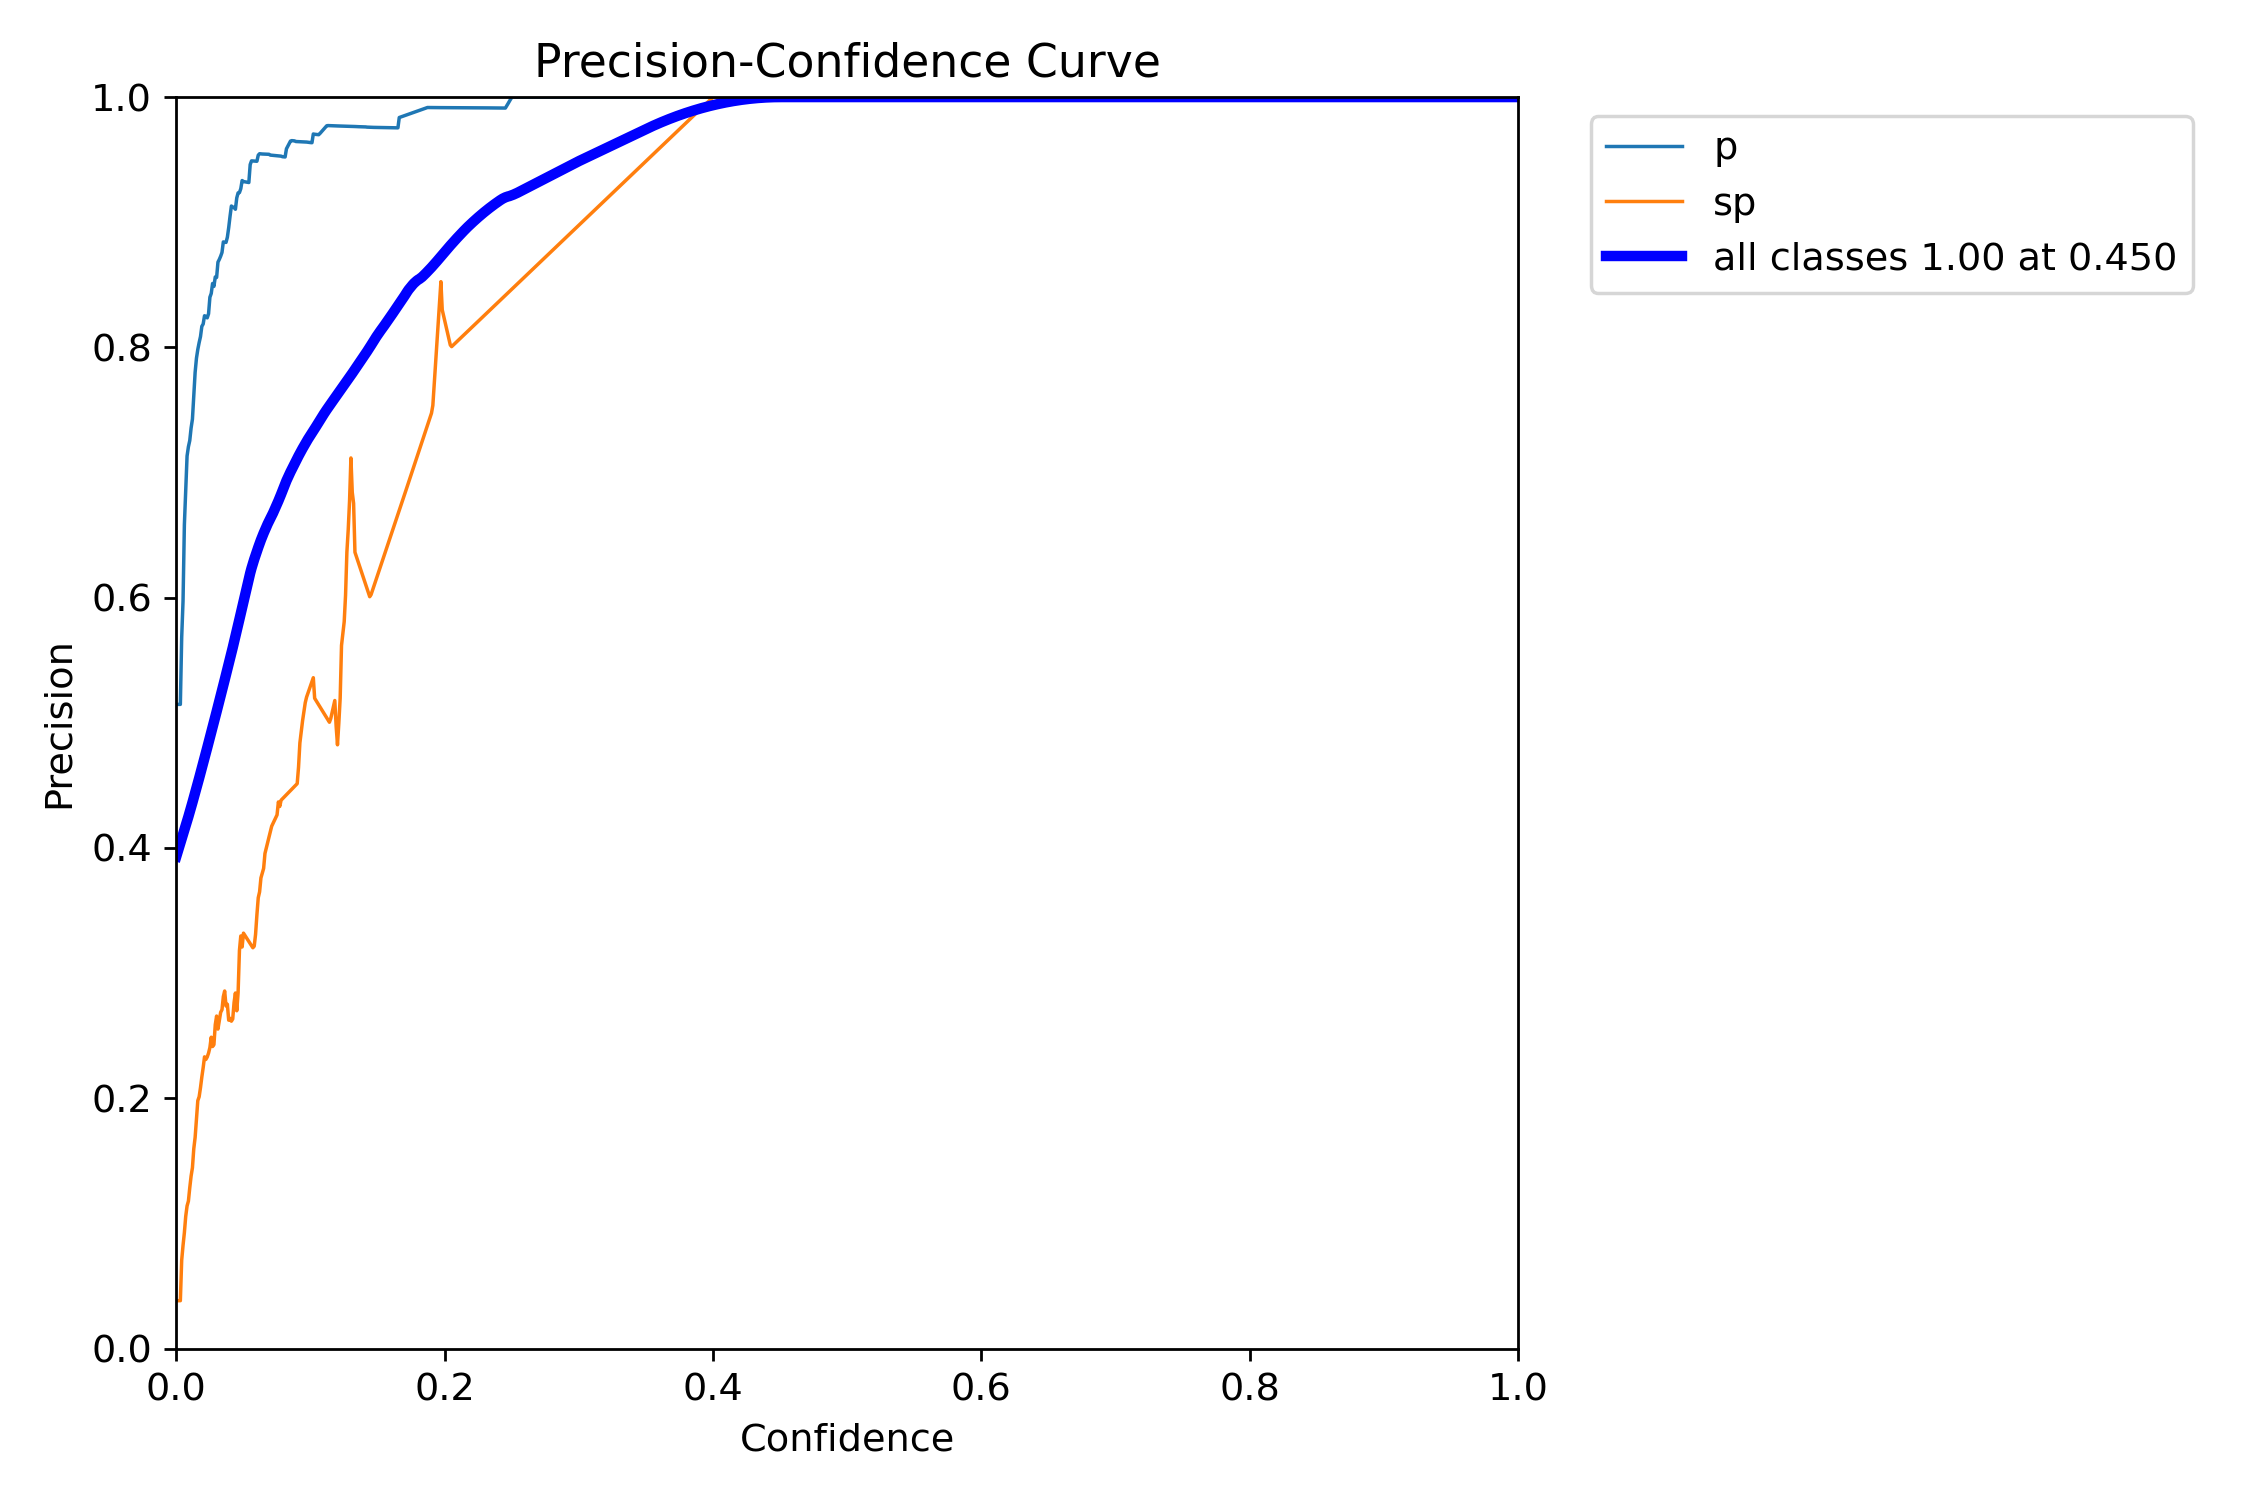 Precision-Confidence Curve
1.0
0.8
0.6
0.4
0.2
0.0
Precision
0.0 0.2 0.4 0.6 0.8 1.0
Confidence
p
sp
all classes 1.00 at 0.450